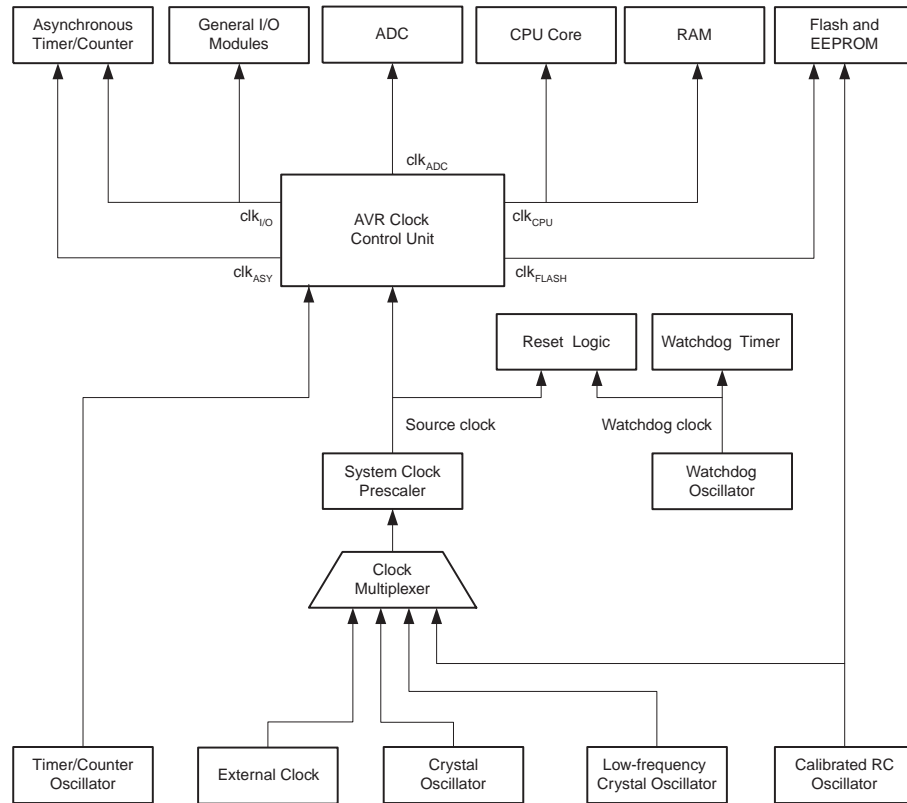 Asynchronous
Timer/Counter
General I/O
Modules
ADC
CPU Core
RAM
Flash and
EEPROM
clkADC
clkI/O
AVR Clock
Control Unit
clkCPU
clkASY
clkFLASH
Reset Logic
Watchdog Timer
Source clock
Watchdog clock
System Clock
Prescaler
Watchdog
Oscillator
Clock
Multiplexer
Timer/Counter
Oscillator
External Clock
Crystal
Oscillator
Low-frequency
Crystal Oscillator
Calibrated RC
Oscillator